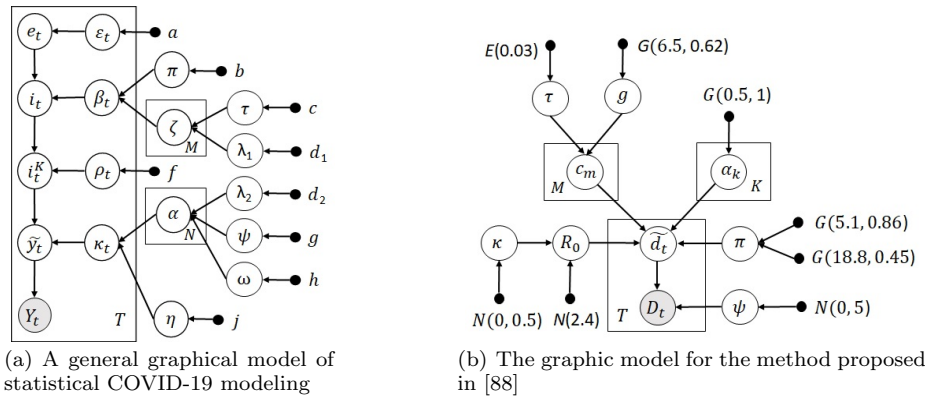 e_t
ε_t
a
π
b
i_t
β_t
τ
c
ζ
M
λ_1
d_1
i_t^K
ρ_t
f
λ_2
d_2
α
N
ψ
g
ỹ_t
κ_t
ω
h
Y_t
T
η
j
(a) A general graphical model of
statistical COVID-19 modeling
E(0.03)
G(6.5, 0.62)
τ
g
G(0.5, 1)
M
c_m
α_k
K
G(5.1, 0.86)
κ
R_0
d̃_t
π
G(18.8, 0.45)
N(0, 0.5)
N(2.4)
T
D_t
ψ
N(0, 5)
(b) The graphic model for the method proposed
in [88]